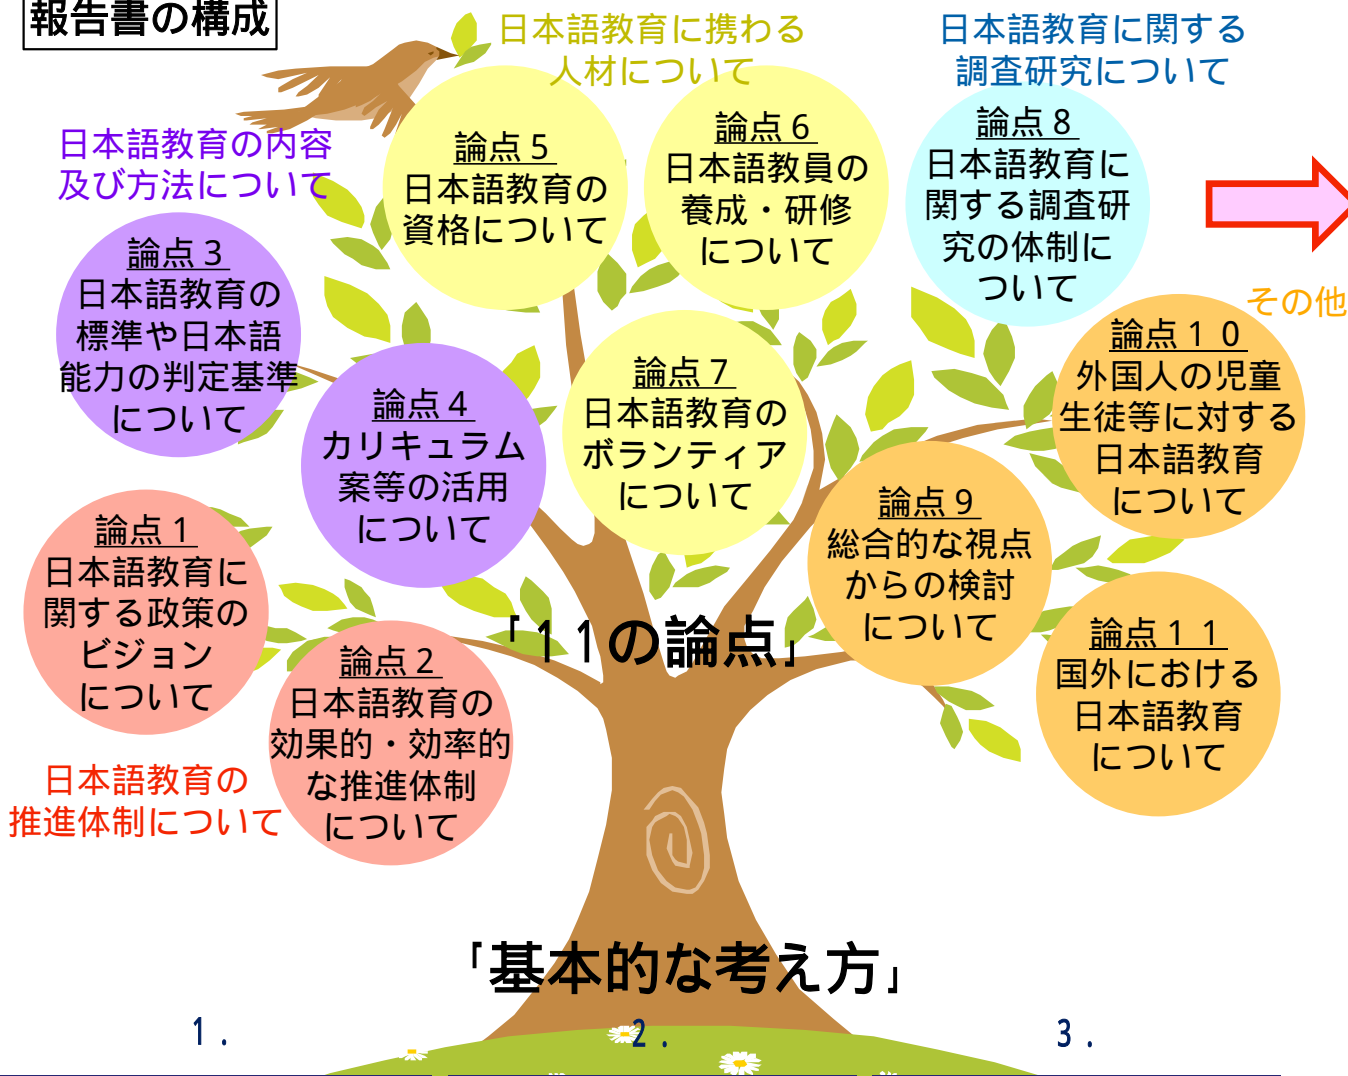 報告書の構成
日本語教育に携わる
人材について
日本語教育に関する
調査研究について
日本語教育の内容
及び方法について
論点５
日本語教育の
資格について
論点６
日本語教員の
養成・研修
について
論点８
日本語教育に
関する調査研
究の体制に
ついて
論点３
日本語教育の
標準や日本語
能力の判定基準
について
その他
論点１０
外国人の児童
生徒等に対する
日本語教育
について
論点４
カリキュラム
案等の活用
について
論点７
日本語教育の
ボランティア
について
論点９
総合的な視点
からの検討
について
論点１
日本語教育に
関する政策の
ビジョン
について
論点２
日本語教育の
効果的・効率的
な推進体制
について
「１１の論点」
論点１１
国外における
日本語教育
について
日本語教育の
推進体制について
「基本的な考え方」
１．
２．
３．